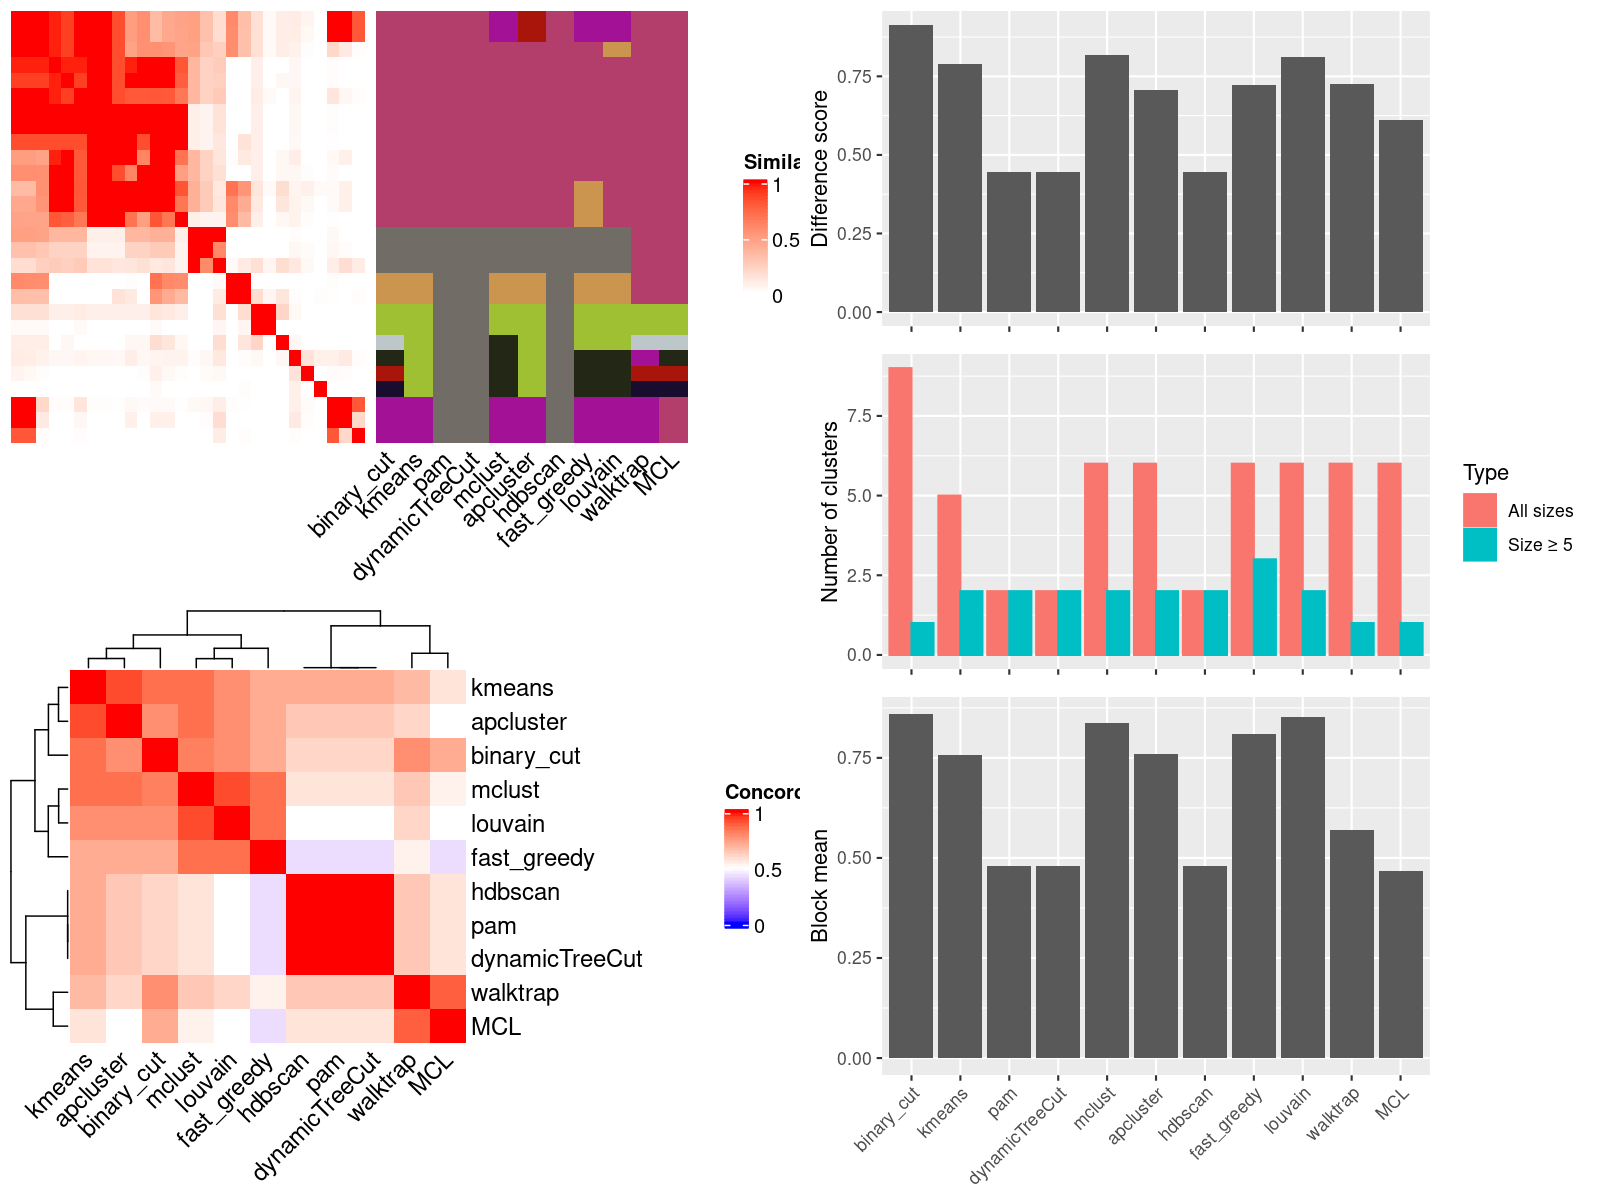 Simila
1
0.5
0
binary_cut
kmeans
pam
dynamicTreeCut
mclust
apcluster
hdbscan
fast_greedy
louvain
walktrap
MCL
kmeans
apcluster
binary_cut
mclust
louvain
fast_greedy
hdbscan
pam
dynamicTreeCut
walktrap
MCL
kmeans
apcluster
binary_cut
mclust
louvain
fast_greedy
hdbscan
pam
dynamicTreeCut
walktrap
MCL
Concord
1
0.5
0
Difference score
0.75
0.50
0.25
0.00
Number of clusters
7.5
5.0
2.5
0.0
Type
All sizes
Size ≥ 5
Block mean
0.75
0.50
0.25
0.00
binary_cut
kmeans
pam
dynamicTreeCut
mclust
apcluster
hdbscan
fast_greedy
louvain
walktrap
MCL